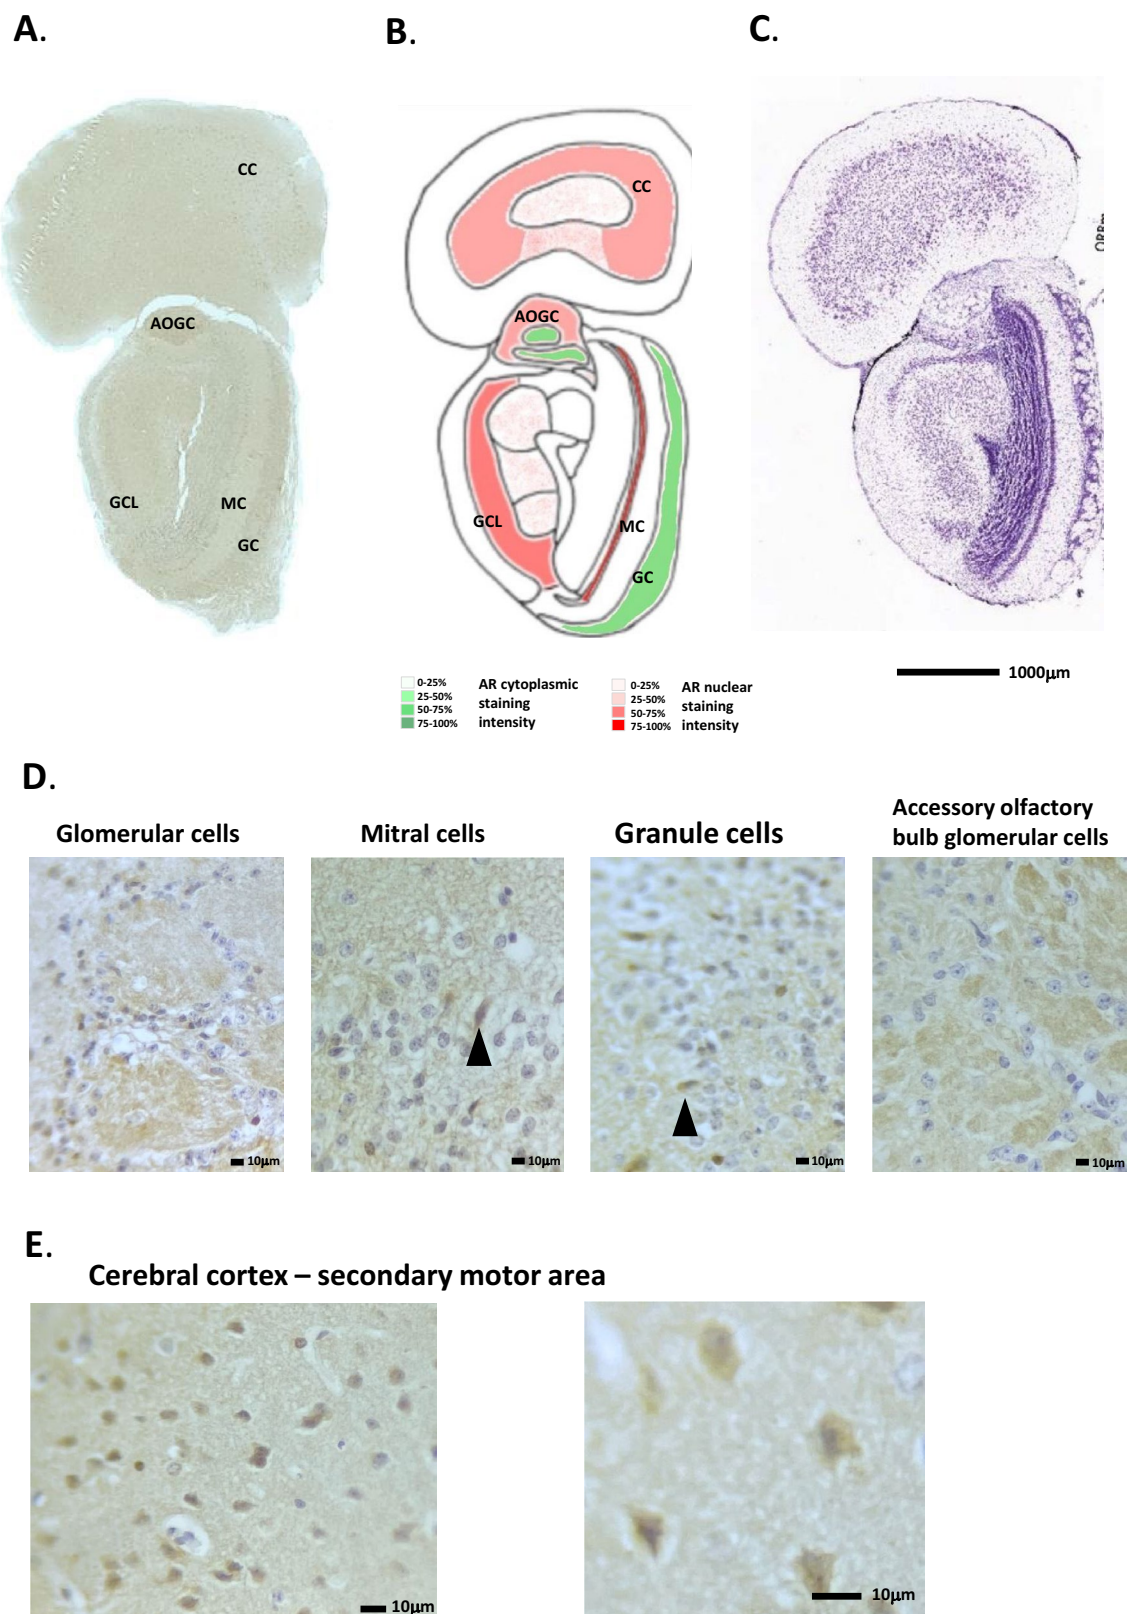 A.
B.
C.
CC
AOGC
GCL
MC
GC
CC
AOGC
GCL
MC
GC
ORBm
1000µm
0-25%
25-50%
50-75%
75-100%
AR cytoplasmic
staining
intensity
0-25%
25-50%
50-75%
75-100%
AR nuclear
staining
intensity
D.
Glomerular cells
Mitral cells
Granule cells
Accessory olfactory
bulb glomerular cells
10µm
10µm
10µm
10µm
E.
Cerebral cortex – secondary motor area
10µm
10µm